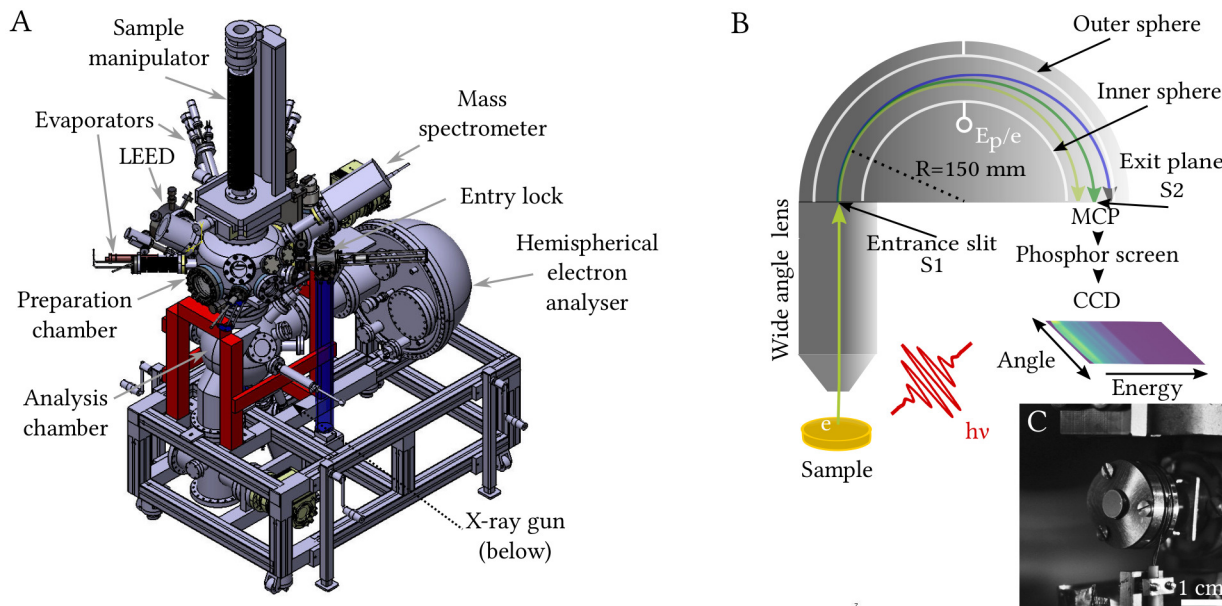 A
Sample
manipulator
Evaporators
LEED
Mass
spectrometer
Entry lock
Hemispherical
electron
analyser
Preparation
chamber
Analysis
chamber
X-ray gun
(below)
B
Outer sphere
Inner sphere
Ep/e
R=150 mm
Exit plane
S2
MCP
Entrance slit
S1
Wide angle lens
Phosphor screen
CCD
Angle
Energy
e
hν
Sample
C
1 cm